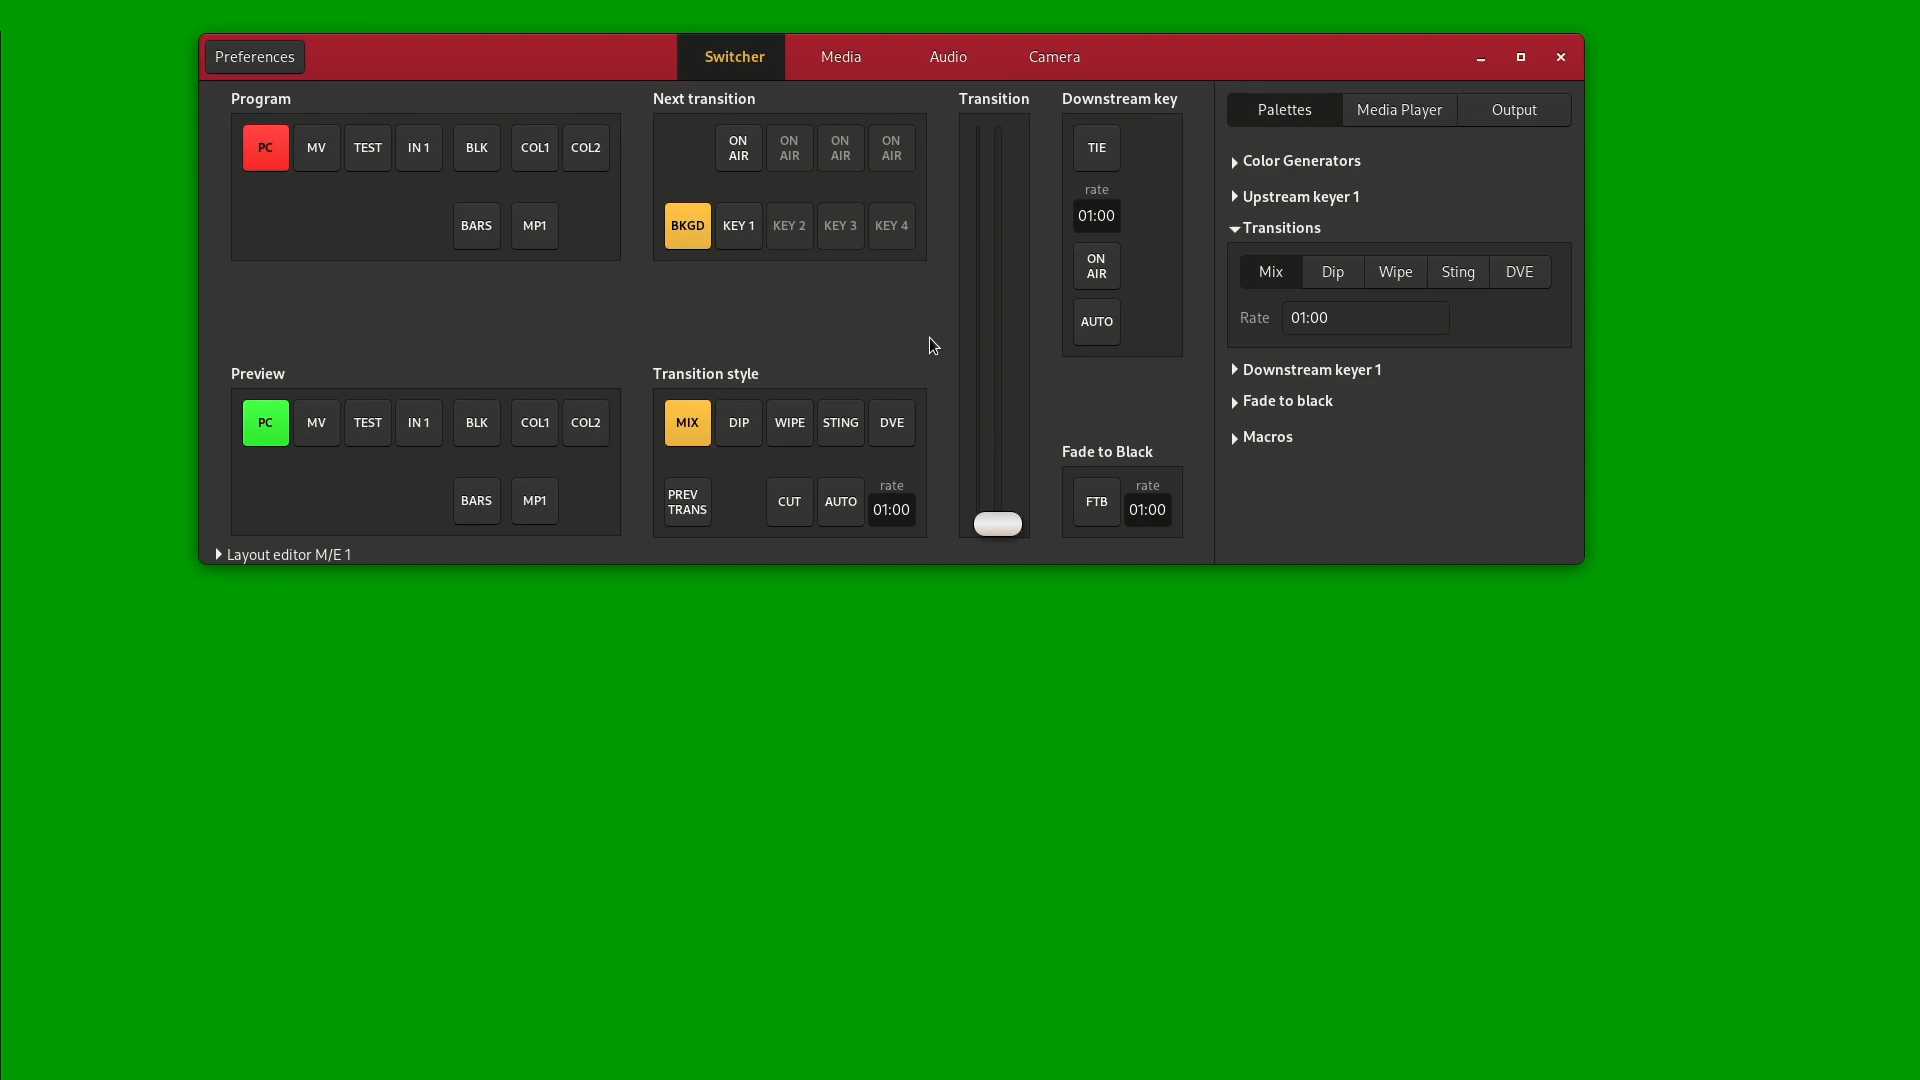 Preferences
Switcher
Media
Audio
Camera
Program
PC MV TEST IN 1 BLK COL1 COL2
BARS MP1
Next transition
ON AIR ON AIR ON AIR ON AIR
BKGD KEY 1 KEY 2 KEY 3 KEY 4
Transition
Downstream key
TIE
rate
01:00
ON AIR
AUTO
Preview
PC MV TEST IN 1 BLK COL1 COL2
BARS MP1
Transition style
MIX DIP WIPE STING DVE
PREV TRANS CUT AUTO rate 01:00
Fade to Black
FTB rate 01:00
Layout editor M/E 1
Palettes Media Player Output
Color Generators
Upstream keyer 1
Transitions
Mix Dip Wipe Sting DVE
Rate 01:00
Downstream keyer 1
Fade to black
Macros